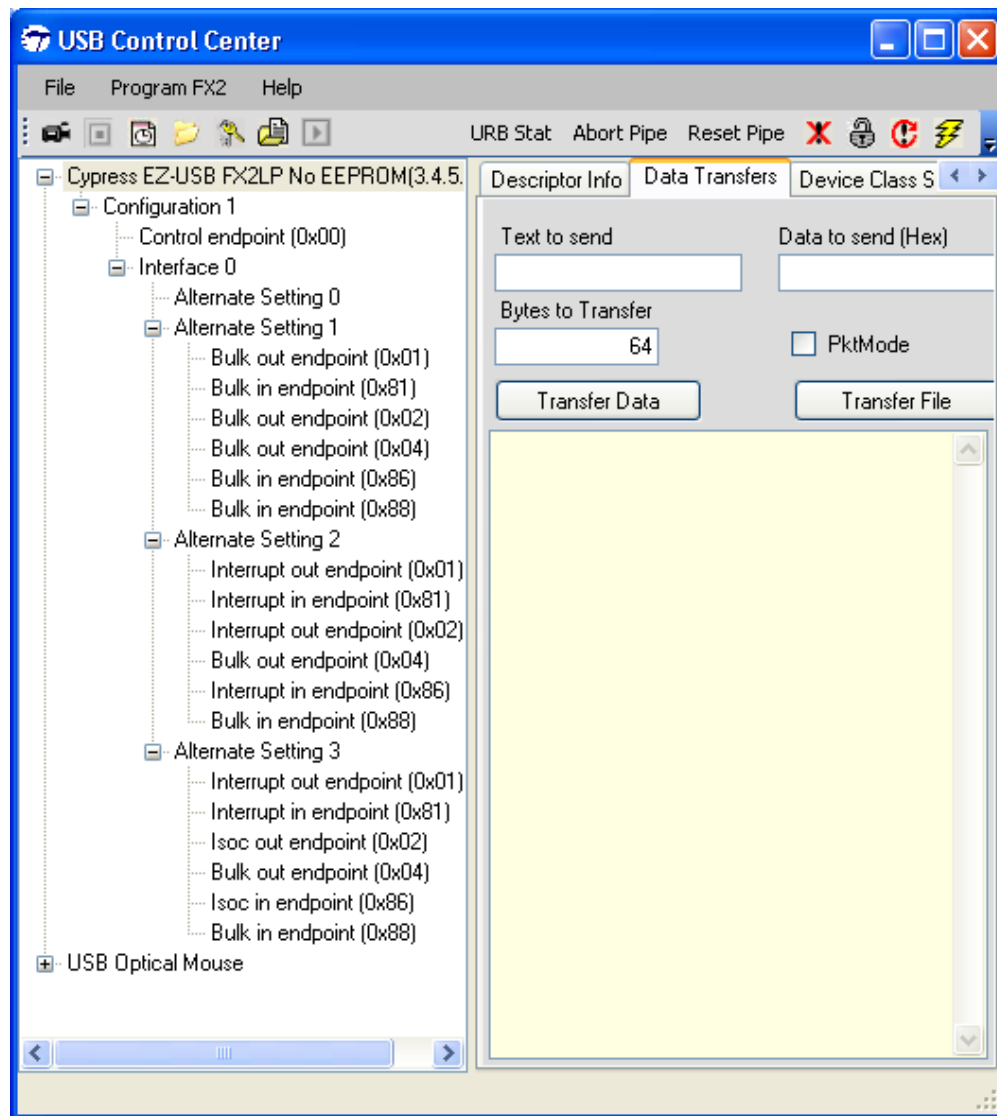 USB Control Center
File Program FX2 Help
URB Stat Abort Pipe Reset Pipe
Cypress EZ-USB FX2LP No EEPROM(3.4.5.
Configuration 1
Control endpoint (0x00)
Interface 0
Alternate Setting 0
Alternate Setting 1
Bulk out endpoint (0x01)
Bulk in endpoint (0x81)
Bulk out endpoint (0x02)
Bulk out endpoint (0x04)
Bulk in endpoint (0x86)
Bulk in endpoint (0x88)
Alternate Setting 2
Interrupt out endpoint (0x01)
Interrupt in endpoint (0x81)
Interrupt out endpoint (0x02)
Bulk out endpoint (0x04)
Interrupt in endpoint (0x86)
Bulk in endpoint (0x88)
Alternate Setting 3
Interrupt out endpoint (0x01)
Interrupt in endpoint (0x81)
Isoc out endpoint (0x02)
Bulk out endpoint (0x04)
Isoc in endpoint (0x86)
Bulk in endpoint (0x88)
USB Optical Mouse
Descriptor Info Data Transfers Device Class S
Text to send Data to send (Hex)
Bytes to Transfer
64 PktMode
Transfer Data Transfer File